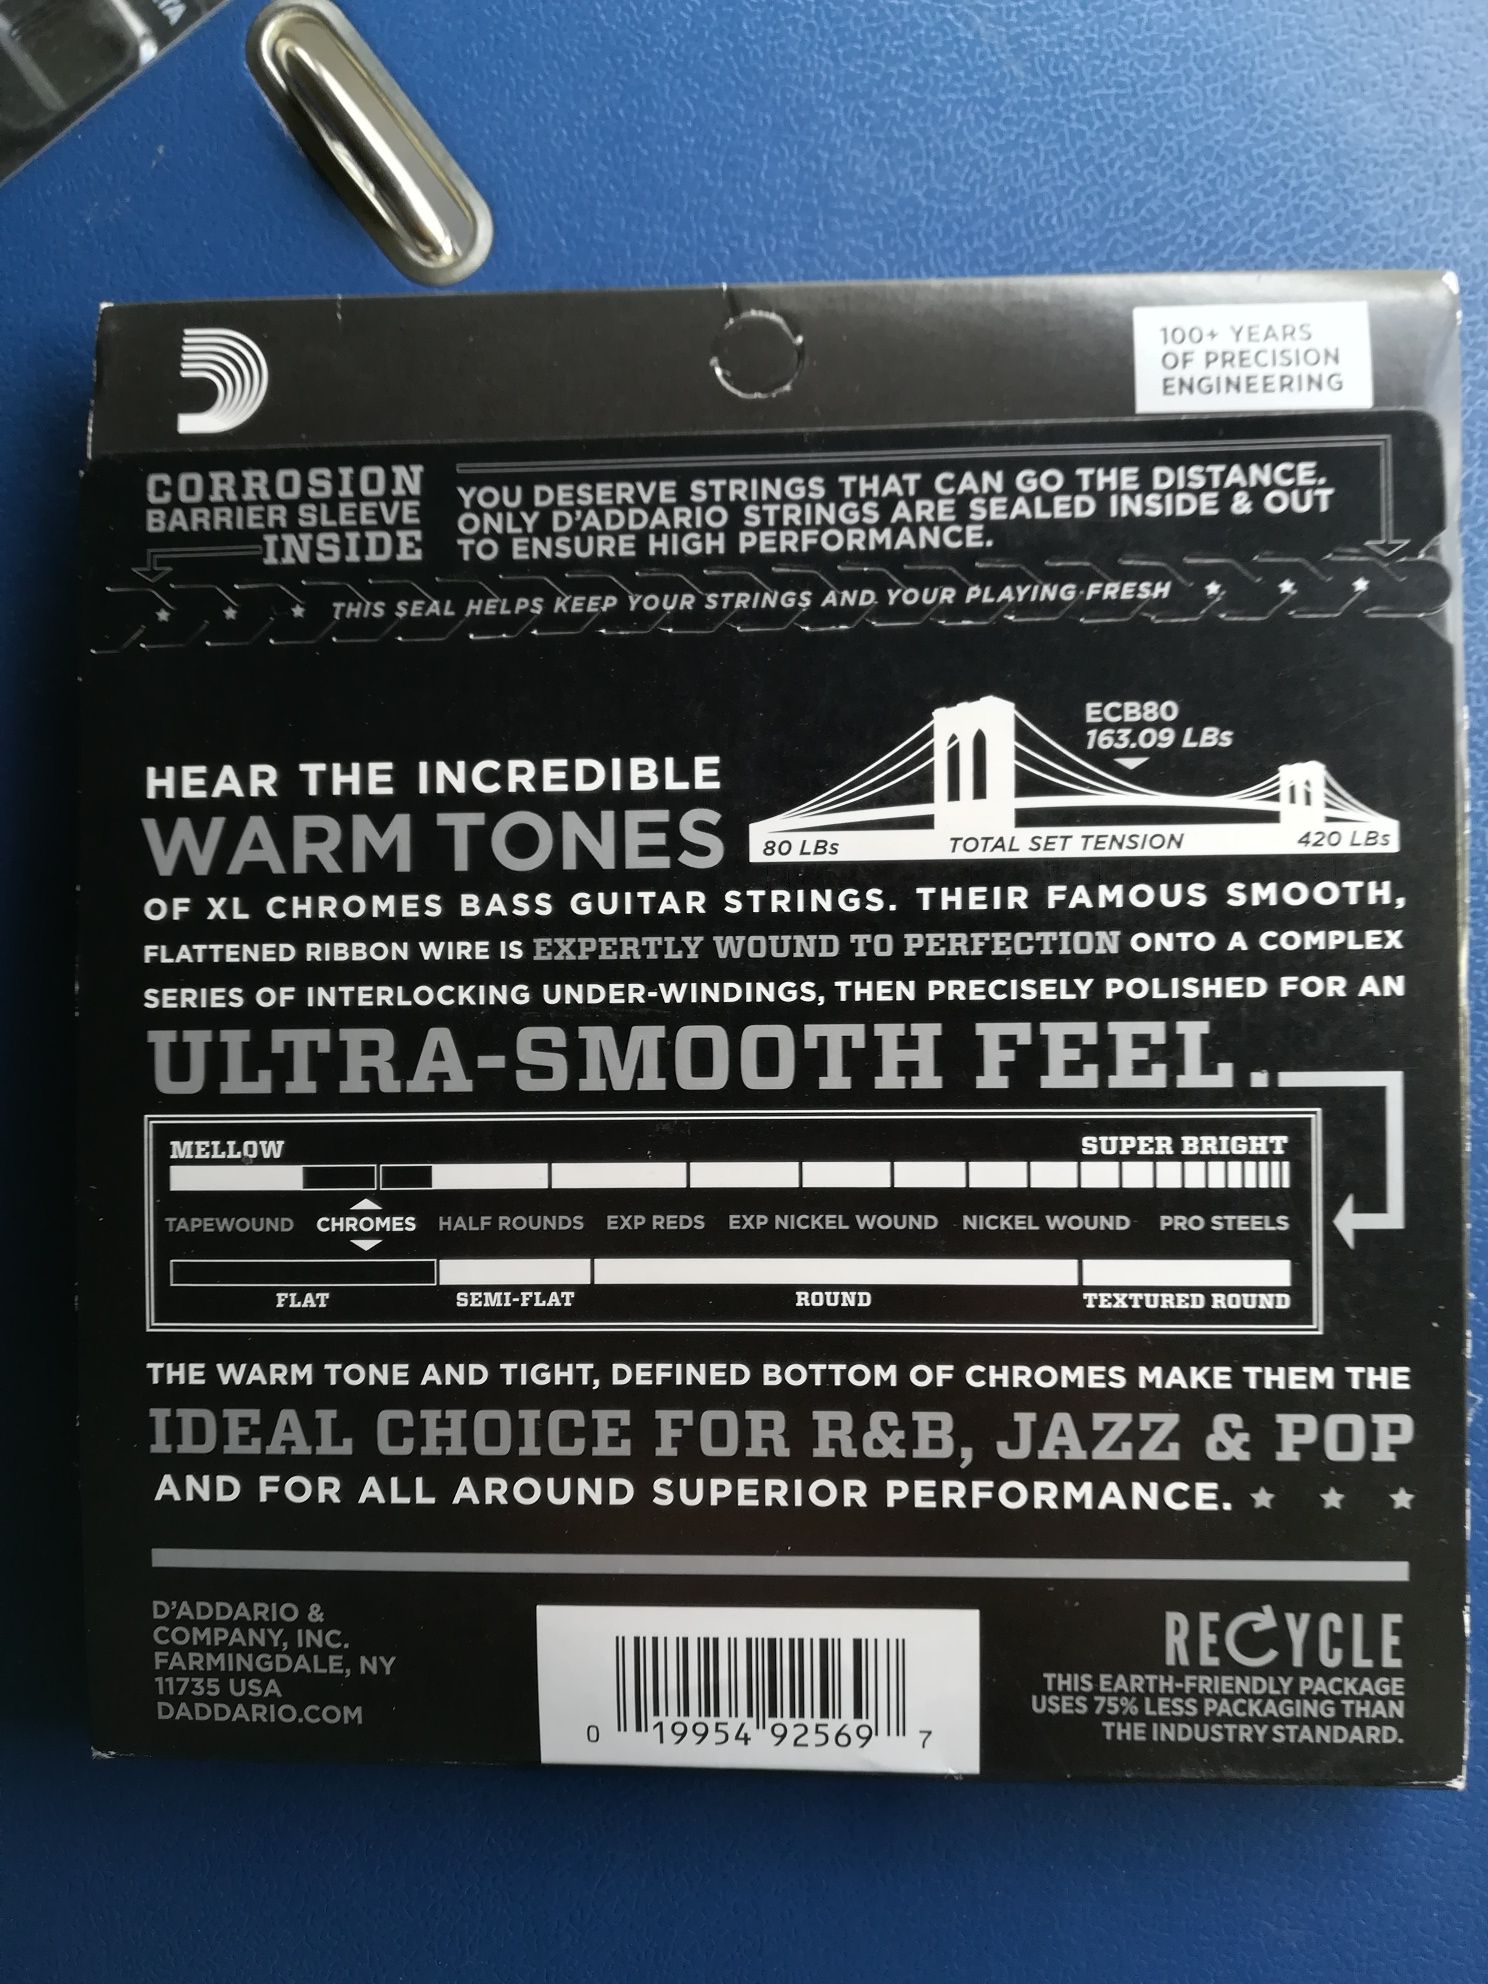 100+ YEARS
OF PRECISION
ENGINEERING
CORROSION
BARRIER SLEEVE
INSIDE
YOU DESERVE STRINGS THAT CAN GO THE DISTANCE.
ONLY D'ADDARIO STRINGS ARE SEALED INSIDE & OUT
TO ENSURE HIGH PERFORMANCE.
THIS SEAL HELPS KEEP YOUR STRINGS AND YOUR PLAYING FRESH
ECB80
163.09 LBs
80 LBs TOTAL SET TENSION 420 LBs
HEAR THE INCREDIBLE
WARM TONES
OF XL CHROMES BASS GUITAR STRINGS. THEIR FAMOUS SMOOTH,
FLATTENED RIBBON WIRE IS EXPERTLY WOUND TO PERFECTION ONTO A COMPLEX
SERIES OF INTERLOCKING UNDER-WINDINGS, THEN PRECISELY POLISHED FOR AN
ULTRA-SMOOTH FEEL.
MELLOW SUPER BRIGHT
TAPEWOUND CHROMES HALF ROUNDS EXP REDS EXP NICKEL WOUND NICKEL WOUND PRO STEELS
FLAT SEMI-FLAT ROUND TEXTURED ROUND
THE WARM TONE AND TIGHT, DEFINED BOTTOM OF CHROMES MAKE THEM THE
IDEAL CHOICE FOR R&B, JAZZ & POP
AND FOR ALL AROUND SUPERIOR PERFORMANCE.
D'ADDARIO &
COMPANY, INC.
FARMINGDALE, NY
11735 USA
DADDARIO.COM
0 19954 92569 7
RECYCLE
THIS EARTH-FRIENDLY PACKAGE
USES 75% LESS PACKAGING THAN
THE INDUSTRY STANDARD.